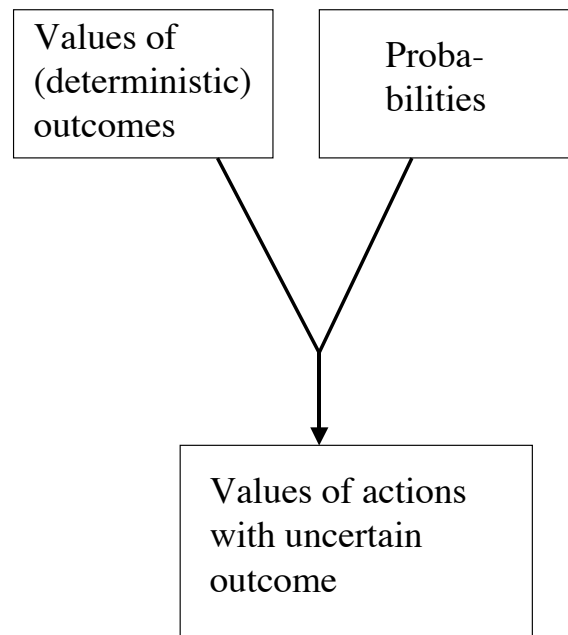 Values of
(deterministic)
outcomes
Proba-
bilities
Values of actions
with uncertain
outcome